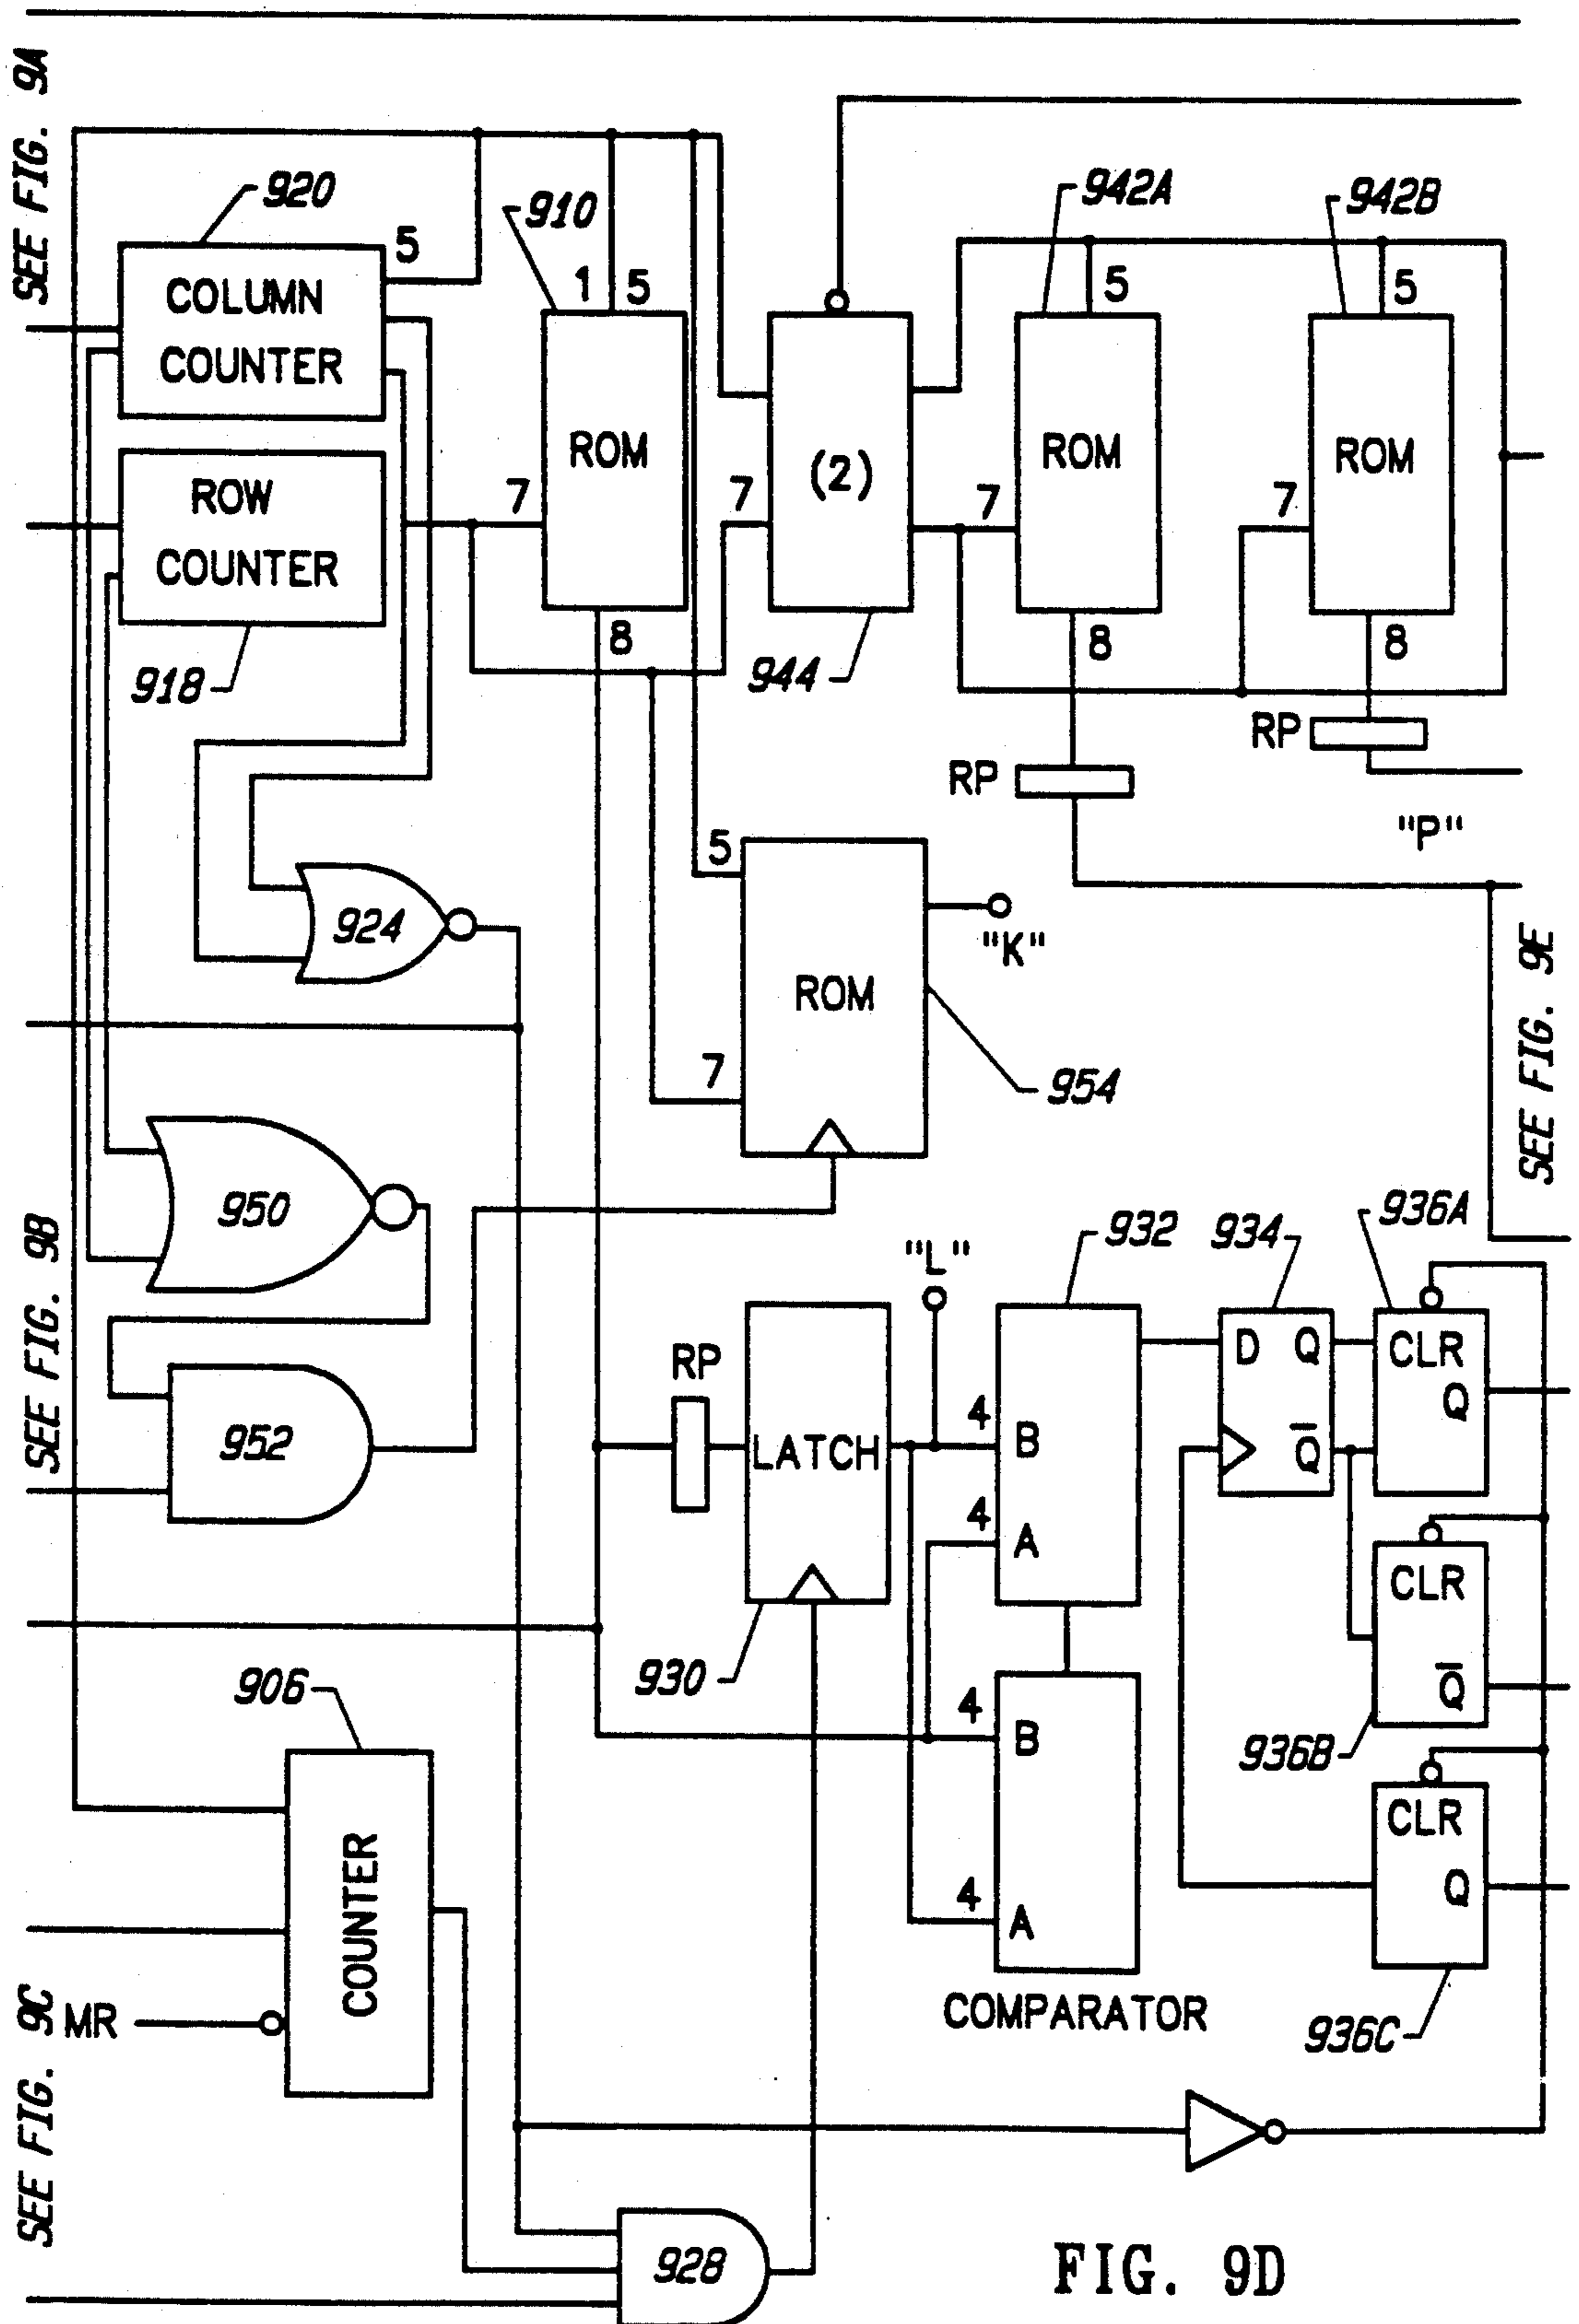 SEE FIG. 9A
920
5
COLUMN
COUNTER
ROW
COUNTER
918
910
1 5
7
ROM
8
7
(2)
944
942A
5
7
ROM
8
RP
942B
5
7
ROM
8
RP
"P"
924
5
ROM
7
"K"
954
SEE FIG. 9E
950
SEE FIG. 9B
952
RP
LATCH
930
"L"
932
4 B
4 A
4 B
4 A
COMPARATOR
934
D Q
Q̅
936A
CLR
Q
CLR
Q̅
936B
CLR
Q
936C
906
COUNTER
SEE FIG. 9C
MR
928
FIG. 9D